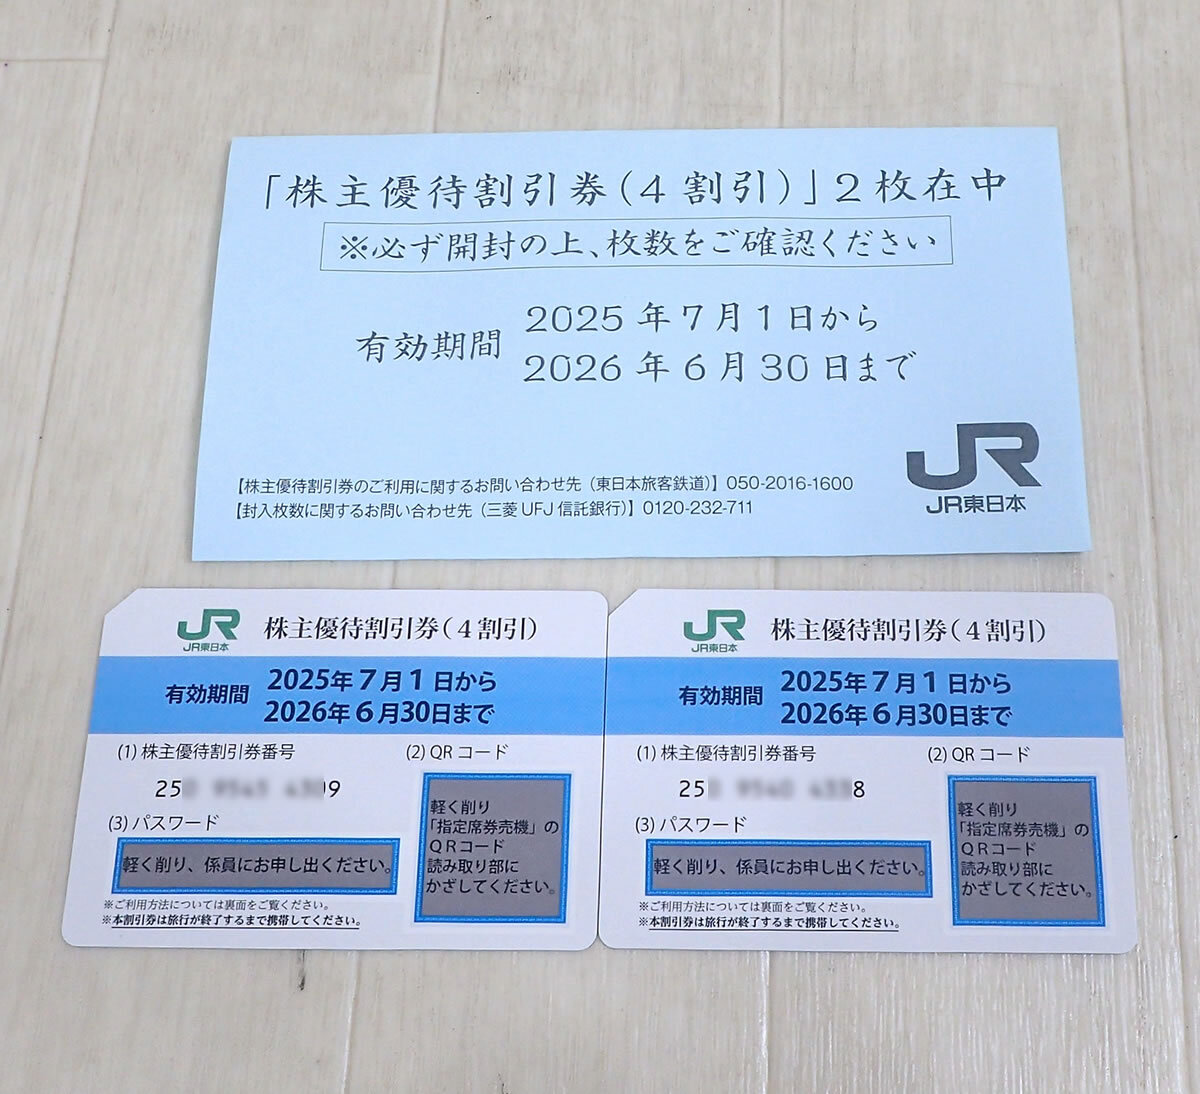 「株主優待割引券(4割引)」2枚在中
※必ず開封の上、枚数をご確認ください
有効期間
2025年7月1日から
2026年6月30日まで
【株主優待割引券のご利用に関するお問い合わせ先（東日本旅客鉄道）】050-2016-1600
【封入枚数に関するお問い合わせ先（三菱UFJ信託銀行）】0120-232-711
JR
JR東日本
JR
JR東日本
株主優待割引券(4割引)
有効期間
2025年7月1日から
2026年6月30日まで
(1) 株主優待割引券番号
25
9
(2) QRコード
軽く削り
「指定席券売機」の
QRコード
読み取り部に
かざしてください。
(3) パスワード
軽く削り、係員にお申し出ください。
※ご利用方法については裏面をご覧ください。
※本割引券は旅行が終了するまで携帯してください。
JR
JR東日本
株主優待割引券(4割引)
有効期間
2025年7月1日から
2026年6月30日まで
(1) 株主優待割引券番号
25
8
(2) QRコード
軽く削り
「指定席券売機」の
QRコード
読み取り部に
かざしてください。
(3) パスワード
軽く削り、係員にお申し出ください。
※ご利用方法については裏面をご覧ください。
※本割引券は旅行が終了するまで携帯してください。